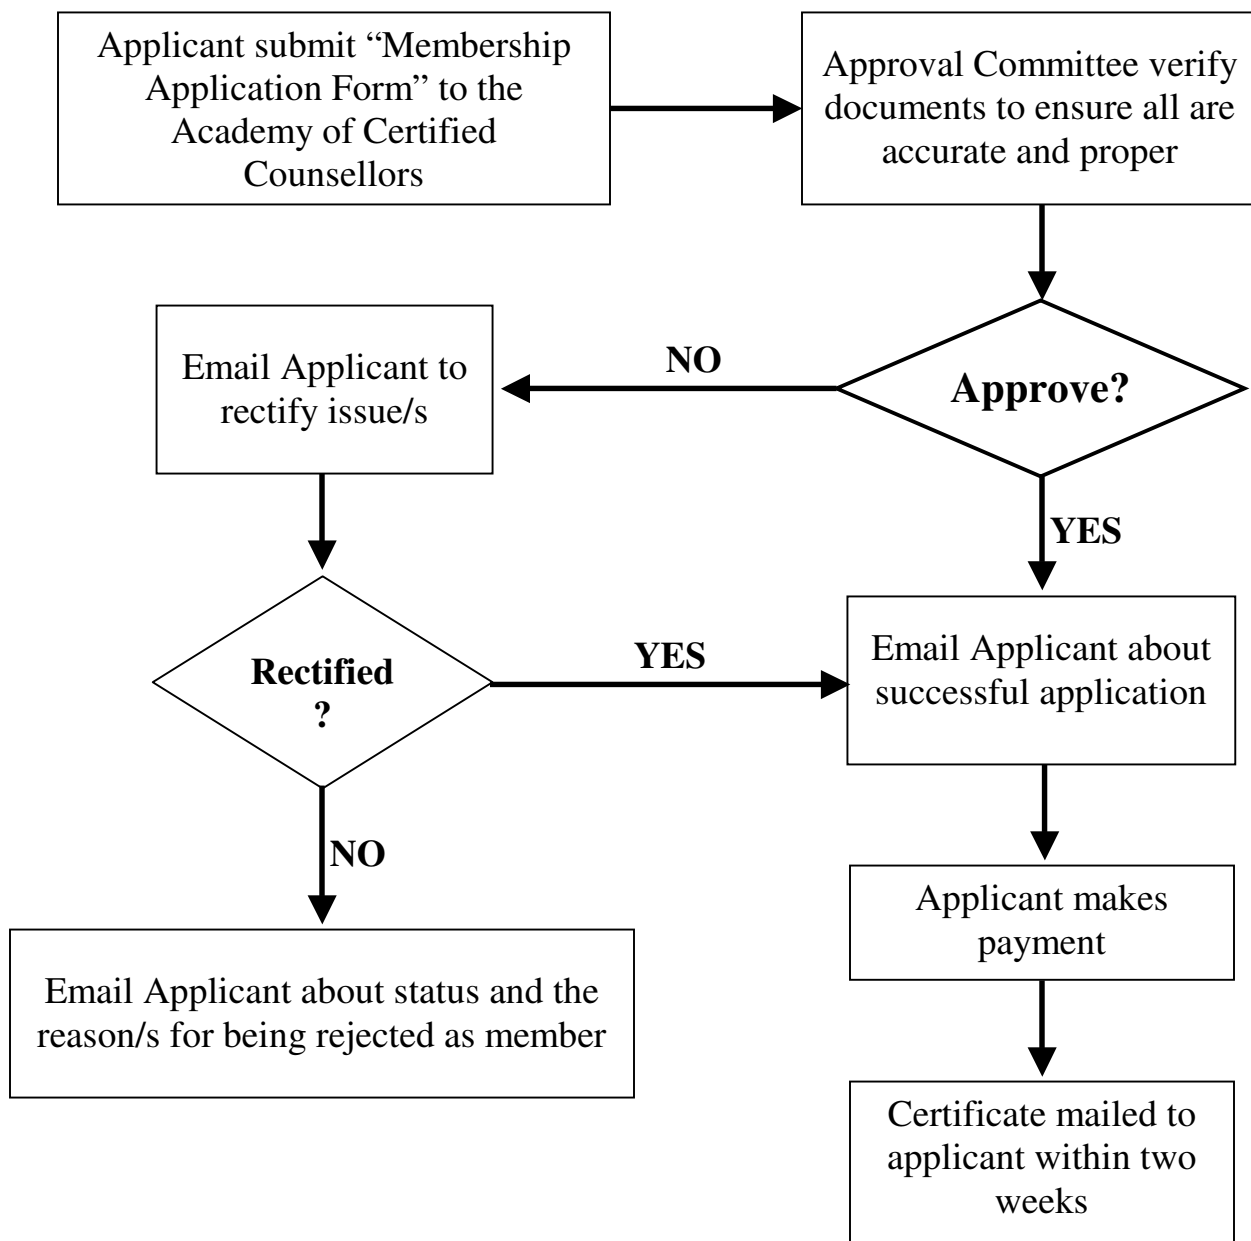 Applicant submit “Membership
Application Form” to the
Academy of Certified
Counsellors
Approval Committee verify
documents to ensure all are
accurate and proper
Approve?
NO
Email Applicant to
rectify issue/s
YES
Rectified
?
YES
Email Applicant about
successful application
NO
Applicant makes
payment
Email Applicant about status and the
reason/s for being rejected as member
Certificate mailed to
applicant within two
weeks